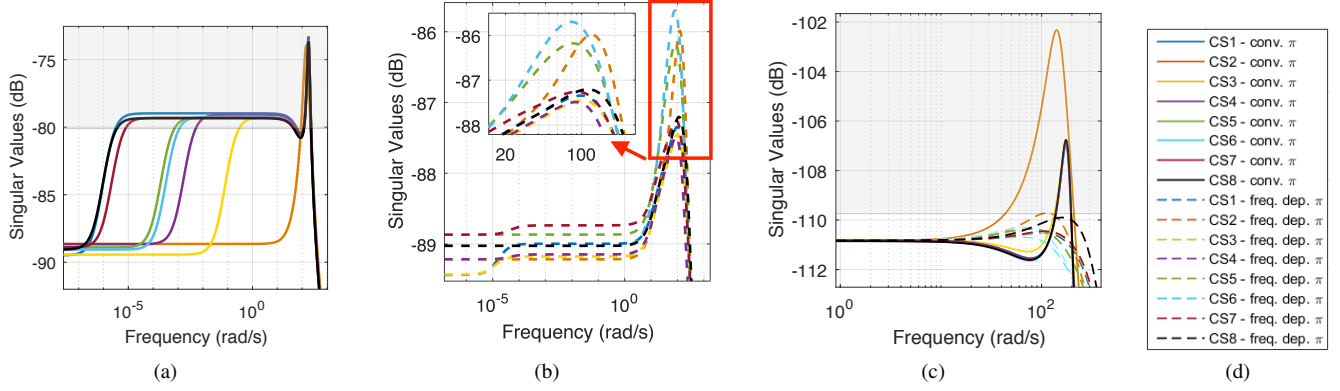 Singular Values (dB)
-75
-80
-85
-90
10^-5
10^0
Frequency (rad/s)
(a)
Singular Values (dB)
-86
-87
-88
-89
-86
-87
-88
20
100
10^-5
10^0
Frequency (rad/s)
(b)
Singular Values (dB)
-102
-104
-106
-108
-110
-112
10^0
10^2
Frequency (rad/s)
(c)
CS1 - conv. π
CS2 - conv. π
CS3 - conv. π
CS4 - conv. π
CS5 - conv. π
CS6 - conv. π
CS7 - conv. π
CS8 - conv. π
CS1 - freq. dep. π
CS2 - freq. dep. π
CS3 - freq. dep. π
CS4 - freq. dep. π
CS5 - freq. dep. π
CS6 - freq. dep. π
CS7 - freq. dep. π
CS8 - freq. dep. π
(d)